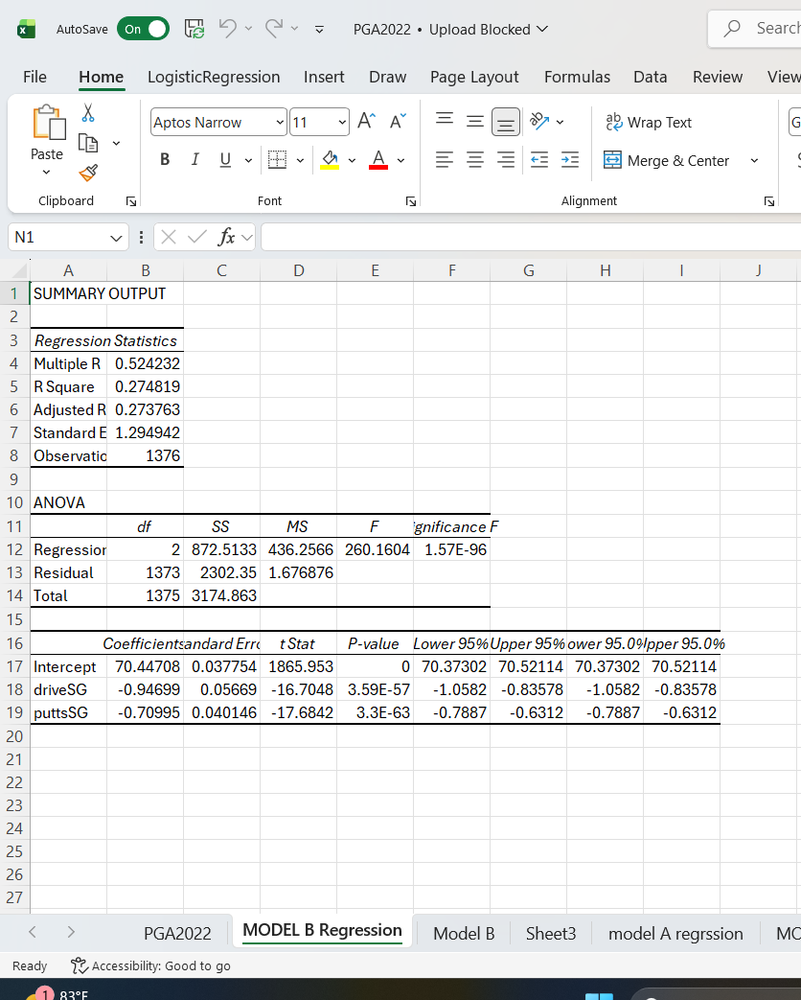 AutoSave On PGA2022 • Upload Blocked
File Home LogisticRegression Insert Draw Page Layout Formulas Data Review View
Paste
Aptos Narrow 11 A^ A˅
B I U A
ab Wrap Text
Merge & Center
Clipboard Font Alignment
N1 fx
A B C D E F G H I J
1 SUMMARY OUTPUT
2
3 Regression Statistics
4 Multiple R 0.524232
5 R Square 0.274819
6 Adjusted R 0.273763
7 Standard E 1.294942
8 Observatio 1376
9
10 ANOVA
11 df SS MS F ignificance F
12 Regression 2 872.5133 436.2566 260.1604 1.57E-96
13 Residual 1373 2302.35 1.676876
14 Total 1375 3174.863
15
16 Coefficients andard Erro t Stat P-value Lower 95% Upper 95% ower 95.0% pper 95.0%
17 Intercept 70.44708 0.037754 1865.953 0 70.37302 70.52114 70.37302 70.52114
18 driveSG -0.94699 0.05669 -16.7048 3.59E-57 -1.0582 -0.83578 -1.0582 -0.83578
19 puttsSG -0.70995 0.040146 -17.6842 3.3E-63 -0.7887 -0.6312 -0.7887 -0.6312
20
21
22
23
24
25
26
27
PGA2022 MODEL B Regression Model B Sheet3 model A regrssion MO
Ready Accessibility: Good to go
1 83°F